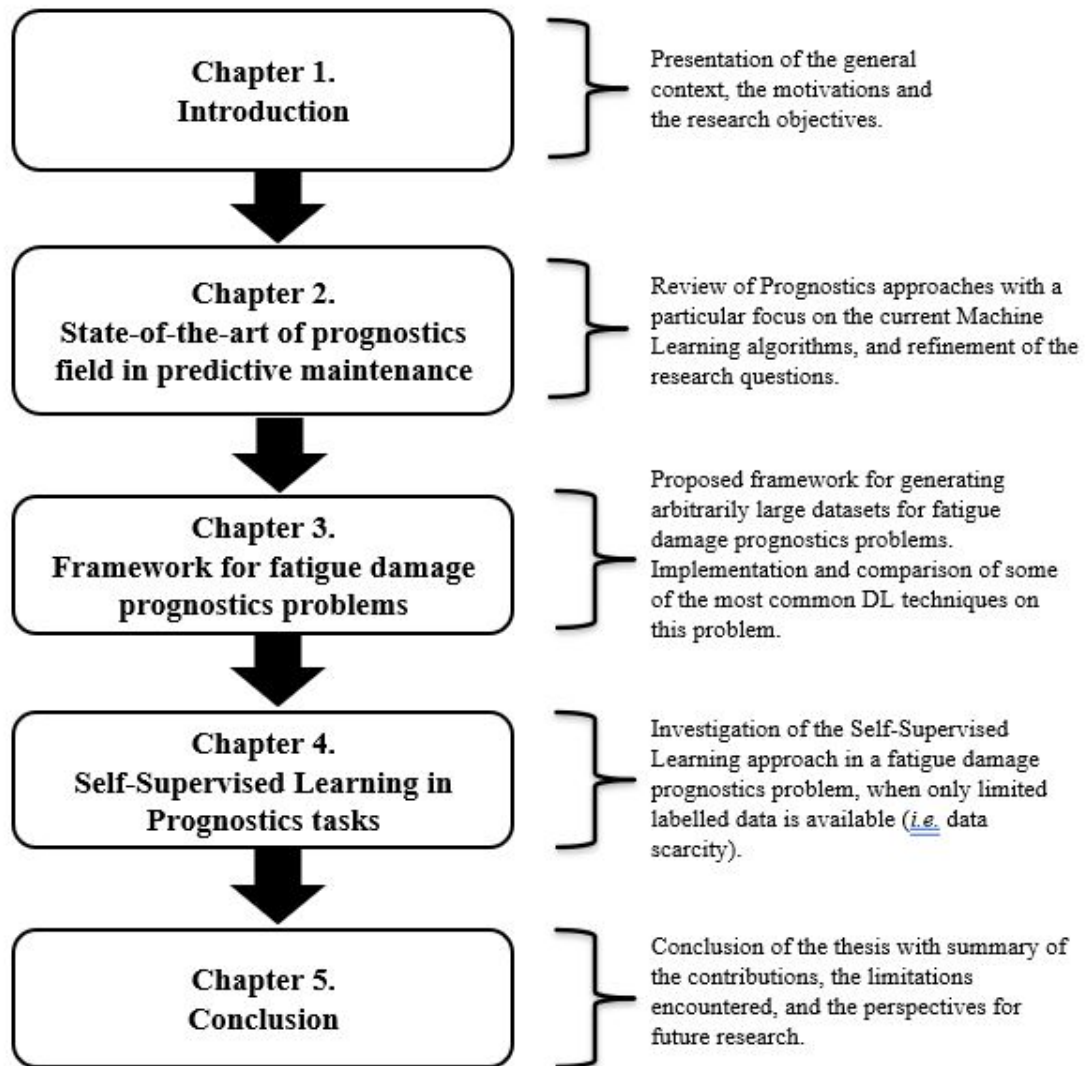 Chapter 1.
Introduction
Presentation of the general
context, the motivations and
the research objectives.
Chapter 2.
State-of-the-art of prognostics
field in predictive maintenance
Review of Prognostics approaches with a
particular focus on the current Machine
Learning algorithms, and refinement of the
research questions.
Chapter 3.
Framework for fatigue damage
prognostics problems
Proposed framework for generating
arbitrarily large datasets for fatigue
damage prognostics problems.
Implementation and comparison of some
of the most common DL techniques on
this problem.
Chapter 4.
Self-Supervised Learning in
Prognostics tasks
Investigation of the Self-Supervised
Learning approach in a fatigue damage
prognostics problem, when only limited
labelled data is available (i.e. data
scarcity).
Chapter 5.
Conclusion
Conclusion of the thesis with summary of
the contributions, the limitations
encountered, and the perspectives for
future research.